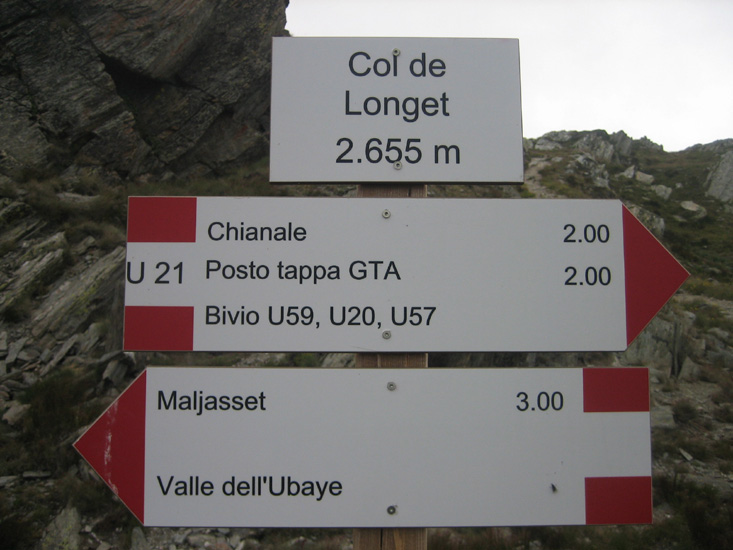 Col de
Longet
2.655 m
Chianale 2.00
U 21 Posto tappa GTA 2.00
Bivio U59, U20, U57
Maljasset 3.00
Valle dell'Ubaye